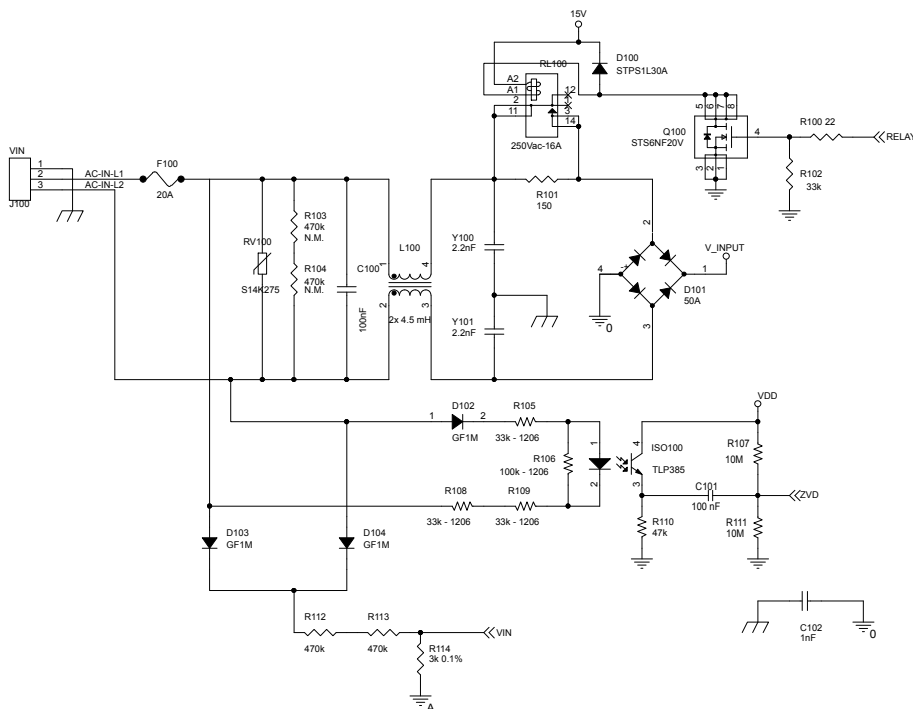 15V
D100
STPS1L30A
RL100
A2
A1
2
11
12
1
3
14
250Vac-16A
5
6
7
8
Q100
STS6NF20V
4
3
2
1
R100 22
RELAY
R102
33k
VIN
1
2
3
J100
AC-IN-L1
AC-IN-L2
F100
20A
R101
150
RV100
S14K275
R103
470k
N.M.
R104
470k
N.M.
C100
100nF
L100
1
4
2
3
2x 4.5 mH
Y100
2.2nF
Y101
2.2nF
2
4
- +
1
3
V_INPUT
D101
50A
0
D102
1
2
GF1M
R105
33k - 1206
R106
100k - 1206
1
2
4
3
ISO100
TLP385
VDD
R107
10M
C101
100 nF
ZVD
R108
33k - 1206
R109
33k - 1206
R110
47k
R111
10M
D103
GF1M
D104
GF1M
R112
470k
R113
470k
VIN
R114
3k 0.1%
A
C102
1nF
0